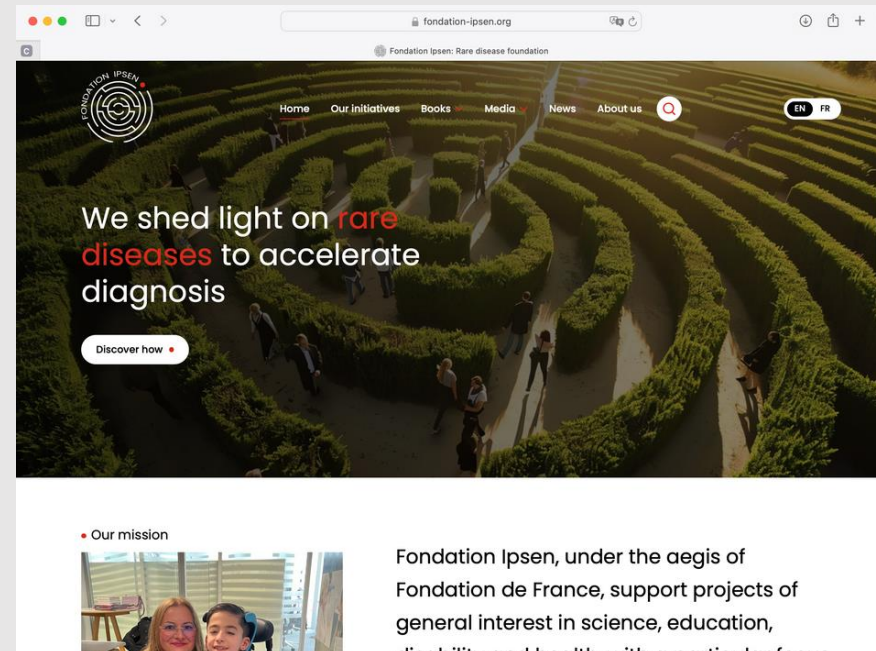 fondation-ipsen.org
C
Fondation Ipsen: Rare disease foundation
FONDATION IPSEN
Home Our initiatives Books Media News About us EN FR
We shed light on rare
diseases to accelerate
diagnosis
Discover how
Our mission
Fondation Ipsen, under the aegis of
Fondation de France, support projects of
general interest in science, education,